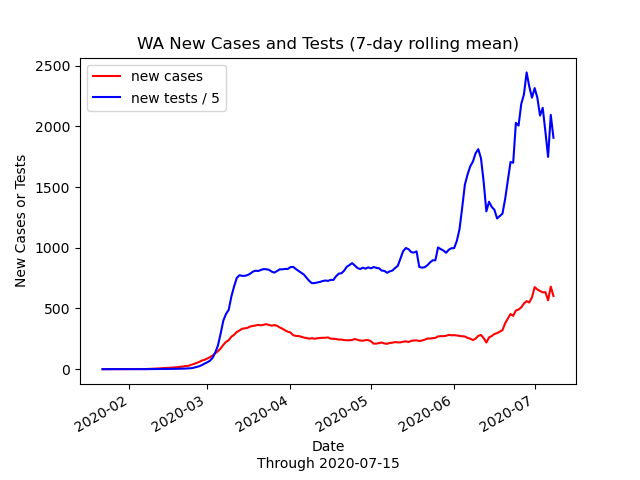 WA New Cases and Tests (7-day rolling mean)
new cases
new tests / 5
New Cases or Tests
2500
2000
1500
1000
500
0
2020-02
2020-03
2020-04
2020-05
2020-06
2020-07
Date
Through 2020-07-15